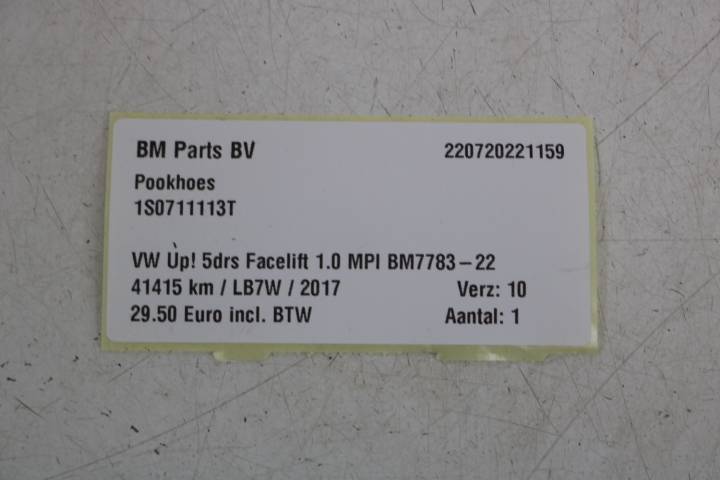 BM Parts BV 220720221159
Pookhoes
1S0711113T
VW Up! 5drs Facelift 1.0 MPI BM7783-22
41415 km / LB7W / 2017 Verz: 10
29.50 Euro incl. BTW Aantal: 1